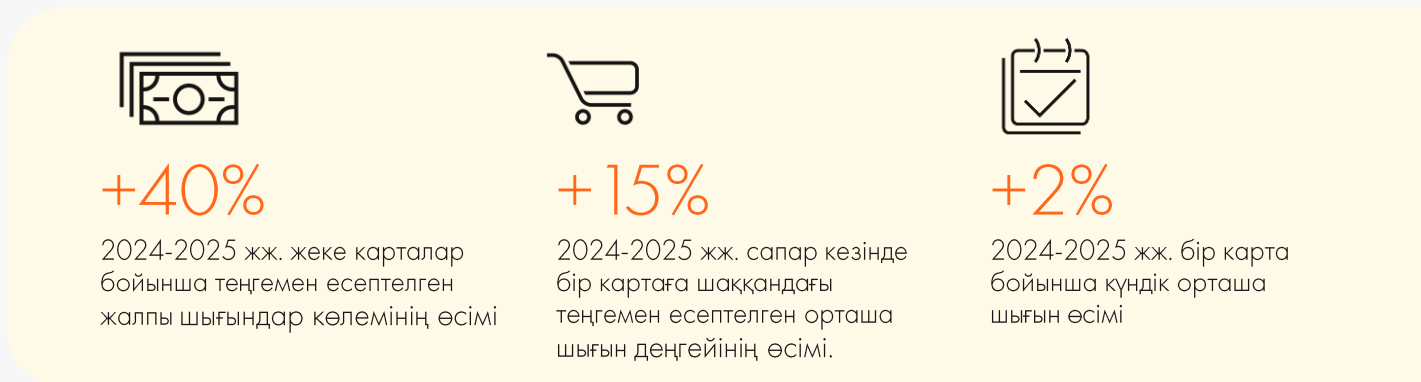 +40%
2024-2025 жж. жеке карталар
бойынша теңгемен есептелген
жалпы шығындар көлемінің өсімі
+15%
2024-2025 жж. сапар кезінде
бір картаға шаққандағы
теңгемен есептелген орташа
шығын деңгейінің өсімі.
+2%
2024-2025 жж. бір карта
бойынша күндік орташа
шығын өсімі